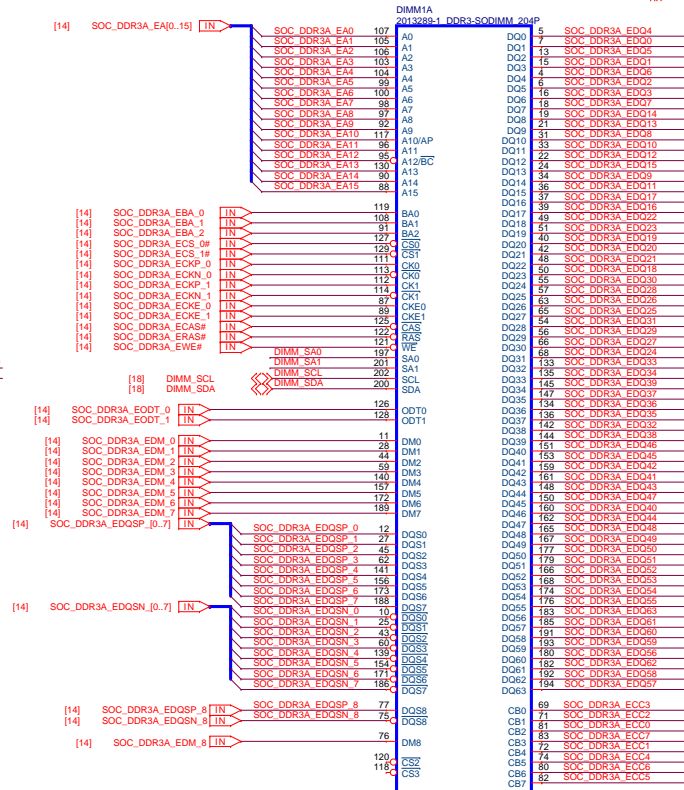 DIMM1A
2013289-1_DDR3-SODIMM_204P
[14] SOC_DDR3A_EA[0..15] IN
SOC_DDR3A_EA0 107 A0
SOC_DDR3A_EA1 105 A1
SOC_DDR3A_EA2 106 A2
SOC_DDR3A_EA3 103 A3
SOC_DDR3A_EA4 104 A4
SOC_DDR3A_EA5 99 A5
SOC_DDR3A_EA6 100 A6
SOC_DDR3A_EA7 98 A7
SOC_DDR3A_EA8 97 A8
SOC_DDR3A_EA9 92 A9
SOC_DDR3A_EA10 117 A10/AP
SOC_DDR3A_EA11 96 A11
SOC_DDR3A_EA12 95 A12/BC
SOC_DDR3A_EA13 130 A13
SOC_DDR3A_EA14 90 A14
SOC_DDR3A_EA15 88 A15
[14] SOC_DDR3A_EBA_0 IN 119 BA0
[14] SOC_DDR3A_EBA_1 IN 108 BA1
[14] SOC_DDR3A_EBA_2 IN 91 BA2
[14] SOC_DDR3A_ECS_0# IN 127 CS0
[14] SOC_DDR3A_ECS_1# IN 129 CS1
[14] SOC_DDR3A_ECKP_0 IN 111 CK0
[14] SOC_DDR3A_ECKN_0 IN 113 CK0
[14] SOC_DDR3A_ECKP_1 IN 112 CK1
[14] SOC_DDR3A_ECKN_1 IN 114 CK1
[14] SOC_DDR3A_ECKE_0 IN 87 CKE0
[14] SOC_DDR3A_ECKE_1 IN 89 CKE1
[14] SOC_DDR3A_ECAS# IN 125 CAS
[14] SOC_DDR3A_ERAS# IN 122 RAS
[14] SOC_DDR3A_EWE# IN 121 WE
DIMM_SA0 197 SA0
DIMM_SA1 201 SA1
[18] DIMM_SCL DIMM_SCL 202 SCL
[18] DIMM_SDA DIMM_SDA 200 SDA
[14] SOC_DDR3A_EODT_0 IN 126 ODT0
[14] SOC_DDR3A_EODT_1 IN 128 ODT1
[14] SOC_DDR3A_EDM_0 IN 11 DM0
[14] SOC_DDR3A_EDM_1 IN 28 DM1
[14] SOC_DDR3A_EDM_2 IN 44 DM2
[14] SOC_DDR3A_EDM_3 IN 59 DM3
[14] SOC_DDR3A_EDM_4 IN 140 DM4
[14] SOC_DDR3A_EDM_5 IN 157 DM5
[14] SOC_DDR3A_EDM_6 IN 172 DM6
[14] SOC_DDR3A_EDM_7 IN 189 DM7
[14] SOC_DDR3A_EDQSP_[0..7] IN
SOC_DDR3A_EDQSP_0 12 DQS0
SOC_DDR3A_EDQSP_1 27 DQS1
SOC_DDR3A_EDQSP_2 45 DQS2
SOC_DDR3A_EDQSP_3 62 DQS3
SOC_DDR3A_EDQSP_4 141 DQS4
SOC_DDR3A_EDQSP_5 156 DQS5
SOC_DDR3A_EDQSP_6 173 DQS6
SOC_DDR3A_EDQSP_7 188 DQS7
[14] SOC_DDR3A_EDQSN_[0..7] IN
SOC_DDR3A_EDQSN_0 10 DQS0
SOC_DDR3A_EDQSN_1 25 DQS1
SOC_DDR3A_EDQSN_2 43 DQS2
SOC_DDR3A_EDQSN_3 60 DQS3
SOC_DDR3A_EDQSN_4 139 DQS4
SOC_DDR3A_EDQSN_5 154 DQS5
SOC_DDR3A_EDQSN_6 171 DQS6
SOC_DDR3A_EDQSN_7 186 DQS7
[14] SOC_DDR3A_EDQSP_8 IN SOC_DDR3A_EDQSP_8 77 DQS8
[14] SOC_DDR3A_EDQSN_8 IN SOC_DDR3A_EDQSN_8 75 DQS8
[14] SOC_DDR3A_EDM_8 IN 76 DM8
120 CS2
118 CS3
DQ0 5 SOC_DDR3A_EDQ4
DQ1 7 SOC_DDR3A_EDQ0
DQ2 13 SOC_DDR3A_EDQ5
DQ3 15 SOC_DDR3A_EDQ1
DQ4 4 SOC_DDR3A_EDQ6
DQ5 6 SOC_DDR3A_EDQ2
DQ6 16 SOC_DDR3A_EDQ3
DQ7 18 SOC_DDR3A_EDQ7
DQ8 19 SOC_DDR3A_EDQ14
DQ9 21 SOC_DDR3A_EDQ13
DQ10 31 SOC_DDR3A_EDQ8
DQ11 33 SOC_DDR3A_EDQ10
DQ12 22 SOC_DDR3A_EDQ12
DQ13 24 SOC_DDR3A_EDQ15
DQ14 34 SOC_DDR3A_EDQ9
DQ15 36 SOC_DDR3A_EDQ11
DQ16 37 SOC_DDR3A_EDQ17
DQ17 39 SOC_DDR3A_EDQ16
DQ18 49 SOC_DDR3A_EDQ22
DQ19 51 SOC_DDR3A_EDQ23
DQ20 40 SOC_DDR3A_EDQ19
DQ21 42 SOC_DDR3A_EDQ20
DQ22 48 SOC_DDR3A_EDQ21
DQ23 50 SOC_DDR3A_EDQ18
DQ24 55 SOC_DDR3A_EDQ30
DQ25 57 SOC_DDR3A_EDQ28
DQ26 63 SOC_DDR3A_EDQ26
DQ27 65 SOC_DDR3A_EDQ25
DQ28 54 SOC_DDR3A_EDQ31
DQ29 56 SOC_DDR3A_EDQ29
DQ30 66 SOC_DDR3A_EDQ27
DQ31 68 SOC_DDR3A_EDQ24
DQ32 133 SOC_DDR3A_EDQ33
DQ33 135 SOC_DDR3A_EDQ34
DQ34 145 SOC_DDR3A_EDQ39
DQ35 147 SOC_DDR3A_EDQ37
DQ36 134 SOC_DDR3A_EDQ36
DQ37 136 SOC_DDR3A_EDQ35
DQ38 142 SOC_DDR3A_EDQ32
DQ39 144 SOC_DDR3A_EDQ38
DQ40 151 SOC_DDR3A_EDQ46
DQ41 153 SOC_DDR3A_EDQ45
DQ42 159 SOC_DDR3A_EDQ42
DQ43 161 SOC_DDR3A_EDQ41
DQ44 148 SOC_DDR3A_EDQ43
DQ45 150 SOC_DDR3A_EDQ47
DQ46 160 SOC_DDR3A_EDQ40
DQ47 162 SOC_DDR3A_EDQ44
DQ48 165 SOC_DDR3A_EDQ48
DQ49 167 SOC_DDR3A_EDQ49
DQ50 177 SOC_DDR3A_EDQ50
DQ51 179 SOC_DDR3A_EDQ51
DQ52 166 SOC_DDR3A_EDQ52
DQ53 168 SOC_DDR3A_EDQ53
DQ54 174 SOC_DDR3A_EDQ54
DQ55 176 SOC_DDR3A_EDQ55
DQ56 183 SOC_DDR3A_EDQ63
DQ57 185 SOC_DDR3A_EDQ61
DQ58 191 SOC_DDR3A_EDQ60
DQ59 193 SOC_DDR3A_EDQ59
DQ60 180 SOC_DDR3A_EDQ56
DQ61 182 SOC_DDR3A_EDQ62
DQ62 192 SOC_DDR3A_EDQ58
DQ63 194 SOC_DDR3A_EDQ57
CB0 69 SOC_DDR3A_ECC3
CB1 71 SOC_DDR3A_ECC2
CB2 81 SOC_DDR3A_ECC0
CB3 83 SOC_DDR3A_ECC7
CB4 72 SOC_DDR3A_ECC1
CB5 74 SOC_DDR3A_ECC4
CB6 80 SOC_DDR3A_ECC6
CB7 82 SOC_DDR3A_ECC5